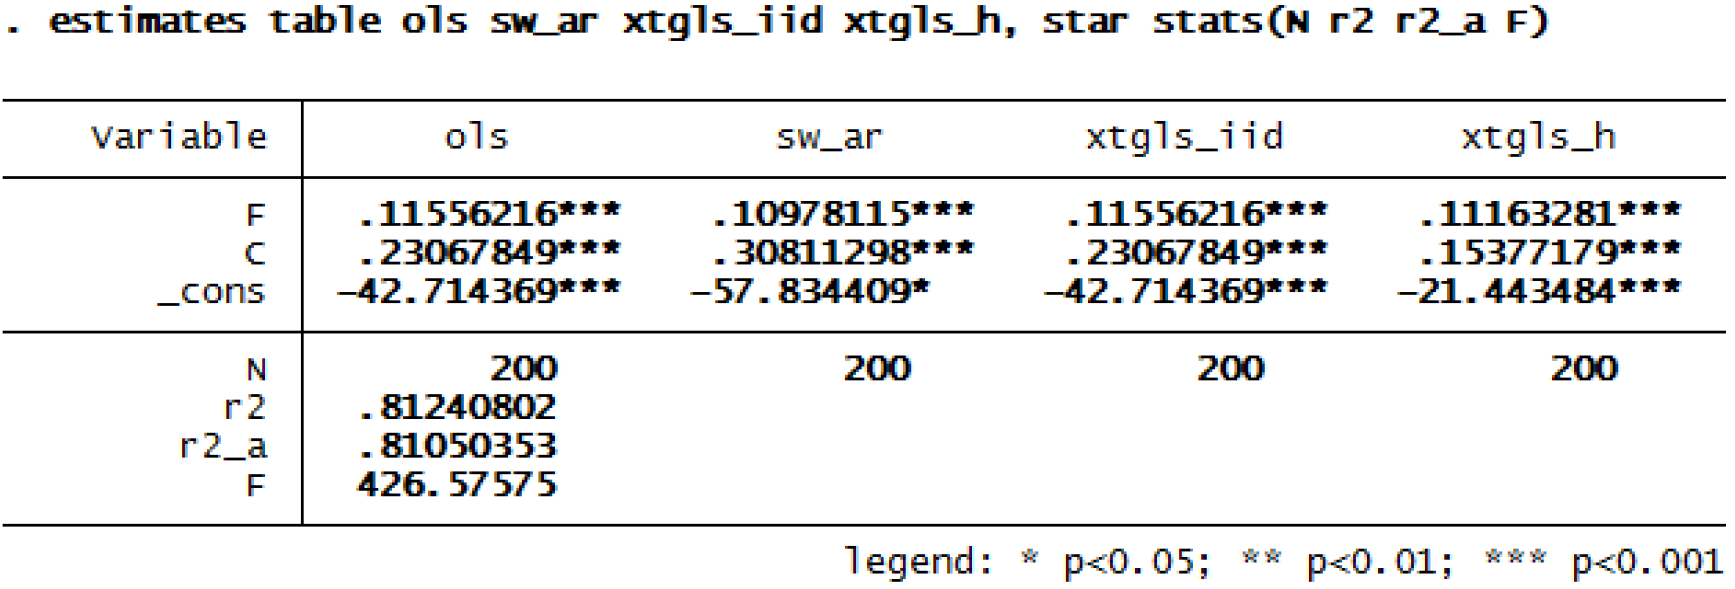 . estimates table ols sw_ar xtgls_iid xtgls_h, star stats(N r2 r2_a F)
Variable ols sw_ar xtgls_iid xtgls_h
F .11556216*** .10978115*** .11556216*** .11163281***
C .23067849*** .30811298*** .23067849*** .15377179***
_cons -42.714369*** -57.834409* -42.714369*** -21.443484***
N 200 200 200 200
r2 .81240802
r2_a .81050353
F 426.57575
legend: * p<0.05; ** p<0.01; *** p<0.001